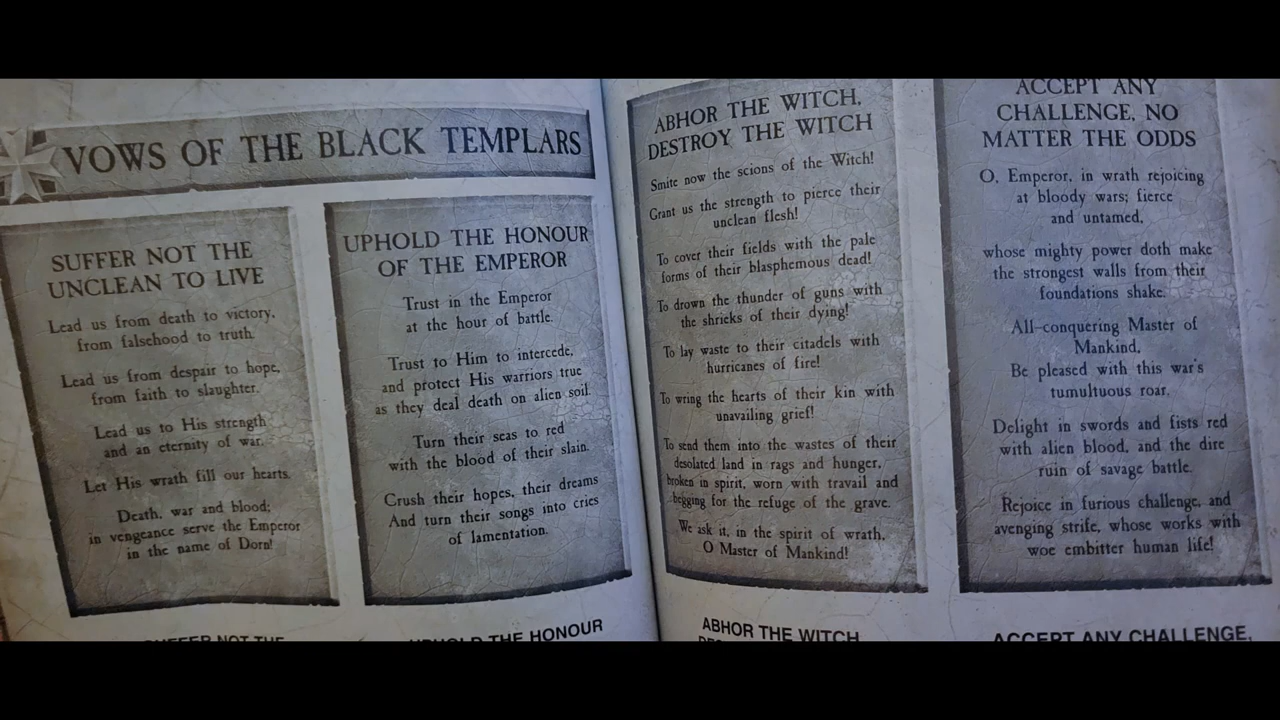 VOWS OF THE BLACK TEMPLARS
SUFFER NOT THE
UNCLEAN TO LIVE
Lead us from death to victory,
from falsehood to truth.
Lead us from despair to hope,
from faith to slaughter.
Lead us to His strength
and an eternity of war.
Let His wrath fill our hearts.
Death, war and blood;
in vengeance serve the Emperor
in the name of Dorn!
UPHOLD THE HONOUR
OF THE EMPEROR
Trust in the Emperor
at the hour of battle.
Trust to Him to intercede,
and protect His warriors true
as they deal death on alien soil.
Turn their seas to red
with the blood of their slain.
Crush their hopes, their dreams
And turn their songs into cries
of lamentation.
ABHOR THE WITCH,
DESTROY THE WITCH
Smite now the scions of the Witch!
Grant us the strength to pierce their
unclean flesh!
To cover their fields with the pale
forms of their blasphemous dead!
To drown the thunder of guns with
the shrieks of their dying!
To lay waste to their citadels with
hurricanes of fire!
To wring the hearts of their kin with
unavailing grief!
To send them into the wastes of their
desolated land in rags and hunger,
broken in spirit, worn with travail and
begging for the refuge of the grave.
We ask it, in the spirit of wrath,
O Master of Mankind!
ACCEPT ANY
CHALLENGE, NO
MATTER THE ODDS
O, Emperor, in wrath rejoicing
at bloody wars; fierce
and untamed,
whose mighty power doth make
the strongest walls from their
foundations shake.
All-conquering Master of
Mankind,
Be pleased with this war's
tumultuous roar.
Delight in swords and fists red
with alien blood, and the dire
ruin of savage battle.
Rejoice in furious challenge, and
avenging strife, whose works with
woe embitter human life!
SUFFER NOT THE
UPHOLD THE HONOUR
ABHOR THE WITCH
ACCEPT ANY CHALLENGE,